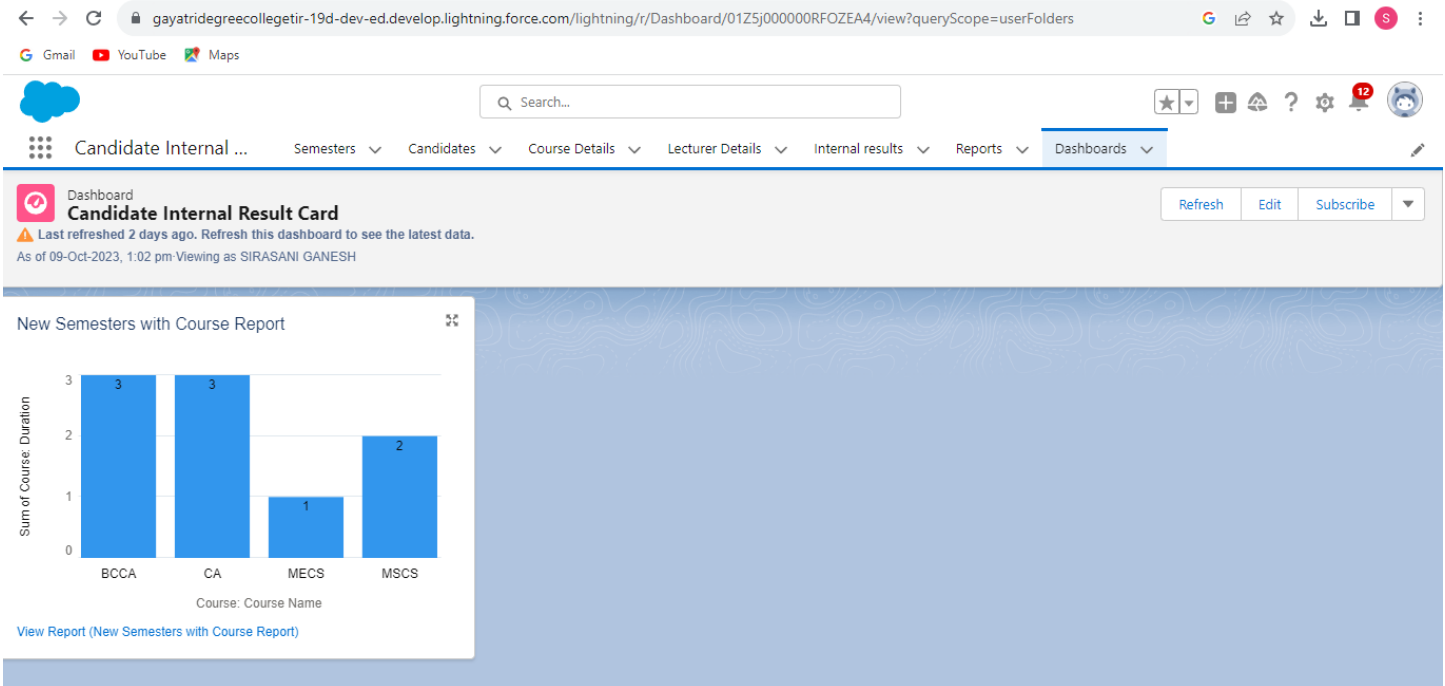 gayatridegreecollegetir-19d-dev-ed.develop.lightning.force.com/lightning/r/Dashboard/01Z5j000000RFOZEA4/view?queryScope=userFolders G S
G Gmail YouTube Maps
Search...
12
Candidate Internal ... Semesters Candidates Course Details Lecturer Details Internal results Reports Dashboards
Dashboard
Candidate Internal Result Card
Last refreshed 2 days ago. Refresh this dashboard to see the latest data.
As of 09-Oct-2023, 1:02 pm·Viewing as SIRASANI GANESH
Refresh Edit Subscribe
New Semesters with Course Report
Sum of Course: Duration
3 3 3
2 2
1 1
0
BCCA CA MECS MSCS
Course: Course Name
View Report (New Semesters with Course Report)